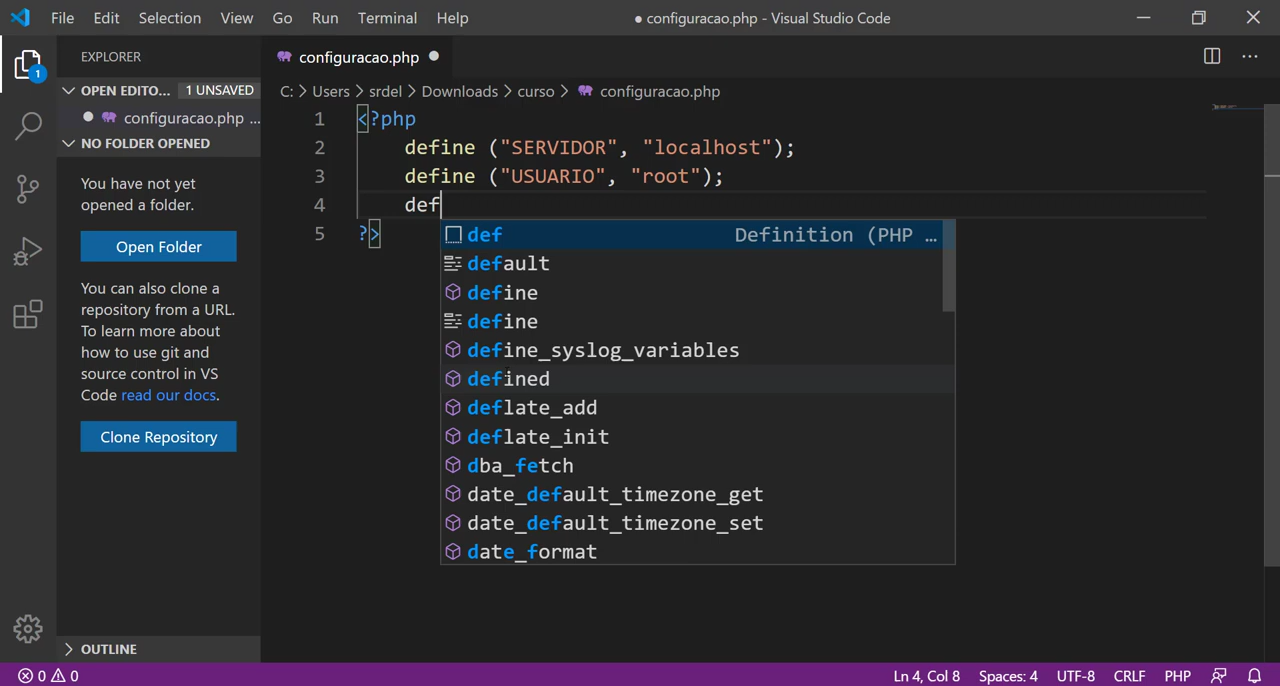 File Edit Selection View Go Run Terminal Help ● configuracao.php - Visual Studio Code
EXPLORER
configuracao.php ●
OPEN EDITO... 1 UNSAVED
C: > Users > srdel > Downloads > curso > configuracao.php
● configuracao.php ...
NO FOLDER OPENED
You have not yet
opened a folder.
Open Folder
You can also clone a
repository from a URL.
To learn more about
how to use git and
source control in VS
Code read our docs.
Clone Repository
OUTLINE
1 <?php
2 define ("SERVIDOR", "localhost");
3 define ("USUARIO", "root");
4 def
5 ?>
def Definition (PHP …
default
define
define
define_syslog_variables
defined
deflate_add
deflate_init
dba_fetch
date_default_timezone_get
date_default_timezone_set
date_format
1
0 0 Ln 4, Col 8 Spaces: 4 UTF-8 CRLF PHP